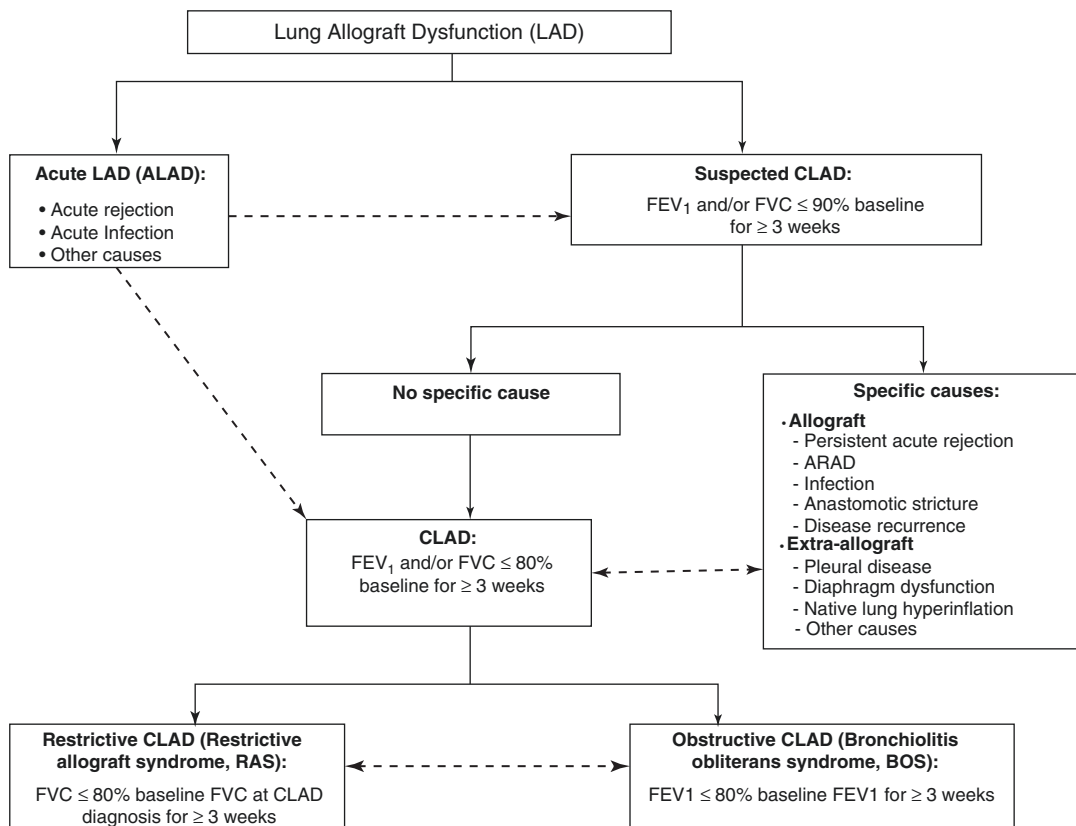 Lung Allograft Dysfunction (LAD)
Acute LAD (ALAD):
• Acute rejection
• Acute Infection
• Other causes
Suspected CLAD:
FEV₁ and/or FVC ≤ 90% baseline
for ≥ 3 weeks
No specific cause
Specific causes:
• Allograft
- Persistent acute rejection
- ARAD
- Infection
- Anastomotic stricture
- Disease recurrence
• Extra-allograft
- Pleural disease
- Diaphragm dysfunction
- Native lung hyperinflation
- Other causes
CLAD:
FEV₁ and/or FVC ≤ 80%
baseline for ≥ 3 weeks
Restrictive CLAD (Restrictive
allograft syndrome, RAS):
FVC ≤ 80% baseline FVC at CLAD
diagnosis for ≥ 3 weeks
Obstructive CLAD (Bronchiolitis
obliterans syndrome, BOS):
FEV1 ≤ 80% baseline FEV1 for ≥ 3 weeks